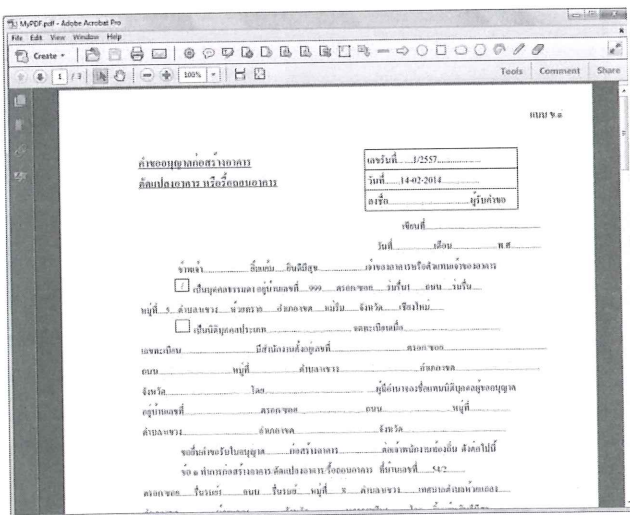 MyPDF.pdf - Adobe Acrobat Pro
File Edit View Window Help
Create
1 / 3 100% Tools Comment Share
แบบ ข.๑
คำขออนุญาตก่อสร้างอาคาร
ดัดแปลงอาคาร หรือรื้อถอนอาคาร
เลขรับที่......1/2557..................
วันที่......14-02-2014................
ลงชื่อ..........................ผู้รับคำขอ
เขียนที่
วันที่............เดือน....................พ.ศ
ข้าพเจ้า ยิ้มแย้ม ยินดีมีสุข เจ้าของอาคารหรือตัวแทนเจ้าของอาคาร
/ เป็นบุคคลธรรมดา อยู่บ้านเลขที่ 999 ตรอก/ซอย รุ่นรื่น1 ถนน รุ่นรื่น
หมู่ที่ 5 ตำบล/แขวง ห้วยทราย อำเภอ/เขต แม่ริม จังหวัด เชียงใหม่
เป็นนิติบุคคลประเภท จดทะเบียนเมื่อ
เลขทะเบียน มีสำนักงานตั้งอยู่เลขที่ ตรอก/ซอย
ถนน หมู่ที่ ตำบล/แขวง อำเภอ/เขต
จังหวัด โดย ผู้มีอำนาจลงชื่อแทนนิติบุคคลผู้ขออนุญาต
อยู่บ้านเลขที่ ตรอก/ซอย ถนน หมู่ที่
ตำบล/แขวง อำเภอ/เขต จังหวัด
ขอยื่นคำขอรับใบอนุญาต ก่อสร้างอาคาร ต่อเจ้าพนักงานท้องถิ่น ดังต่อไปนี้
ข้อ ๑ ทำการก่อสร้างอาคาร/ดัดแปลงอาคาร/รื้อถอนอาคาร ที่บ้านเลขที่ 54/2
ตรอก/ซอย ถนน หมู่ที่ 8 ตำบล/แขวง